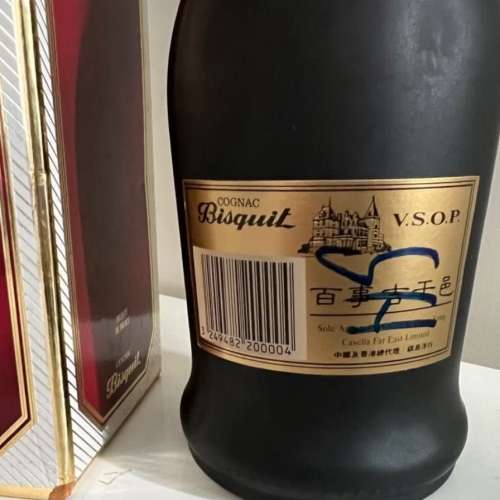 COGNAC
Bisquit
V.S.O.P.
百事吉干邑
Sole
Casella Far East Limited
中國及香港總代理
3 249482 200004
COGNAC
Bisquit